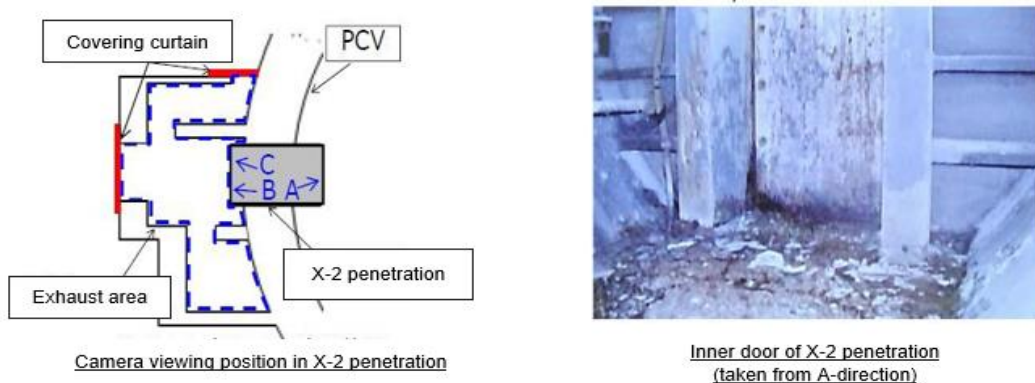 Covering curtain
PCV
C
B A
X-2 penetration
Exhaust area
Camera viewing position in X-2 penetration
Inner door of X-2 penetration
(taken from A-direction)